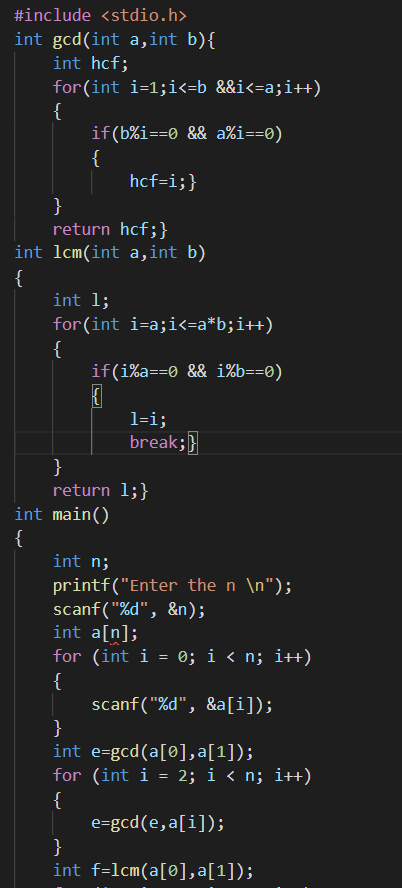 #include <stdio.h>
int gcd(int a,int b){
    int hcf;
    for(int i=1;i<=b &&i<=a;i++)
    {
        if(b%i==0 && a%i==0)
        {
            hcf=i;}
    }
    return hcf;}
int lcm(int a,int b)
{
    int l;
    for(int i=a;i<=a*b;i++)
    {
        if(i%a==0 && i%b==0)
        {
            l=i;
            break;}
    }
    return l;}
int main()
{
    int n;
    printf("Enter the n \n");
    scanf("%d", &n);
    int a[n];
    for (int i = 0; i < n; i++)
    {
        scanf("%d", &a[i]);
    }
    int e=gcd(a[0],a[1]);
    for (int i = 2; i < n; i++)
    {
        e=gcd(e,a[i]);
    }
    int f=lcm(a[0],a[1]);